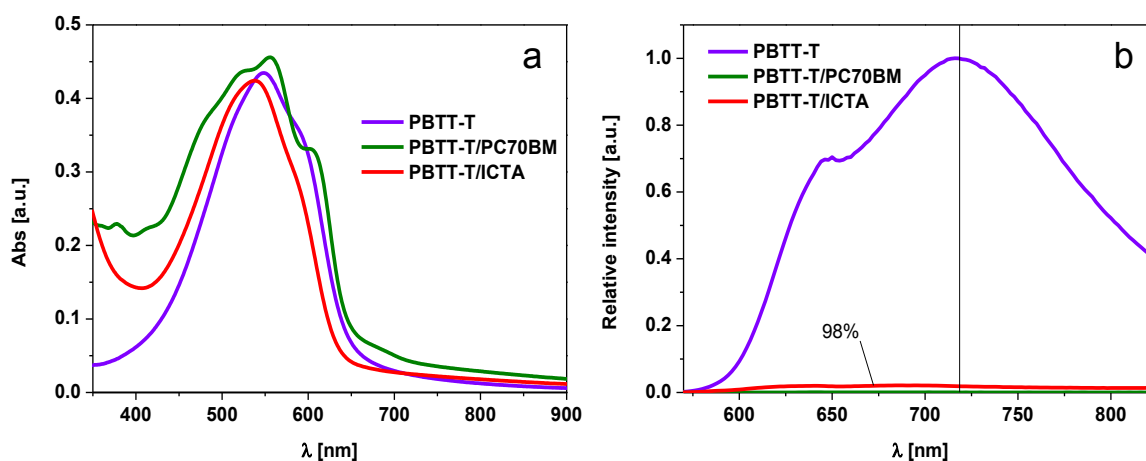 a
PBTT-T
PBTT-T/PC70BM
PBTT-T/ICTA
Abs [a.u.]
0.5
0.4
0.3
0.2
0.1
0.0
400 500 600 700 800 900
λ [nm]
b
PBTT-T
PBTT-T/PC70BM
PBTT-T/ICTA
Relative intensity [a.u.]
1.0
0.8
0.6
0.4
0.2
0.0
98%
600 650 700 750 800
λ [nm]